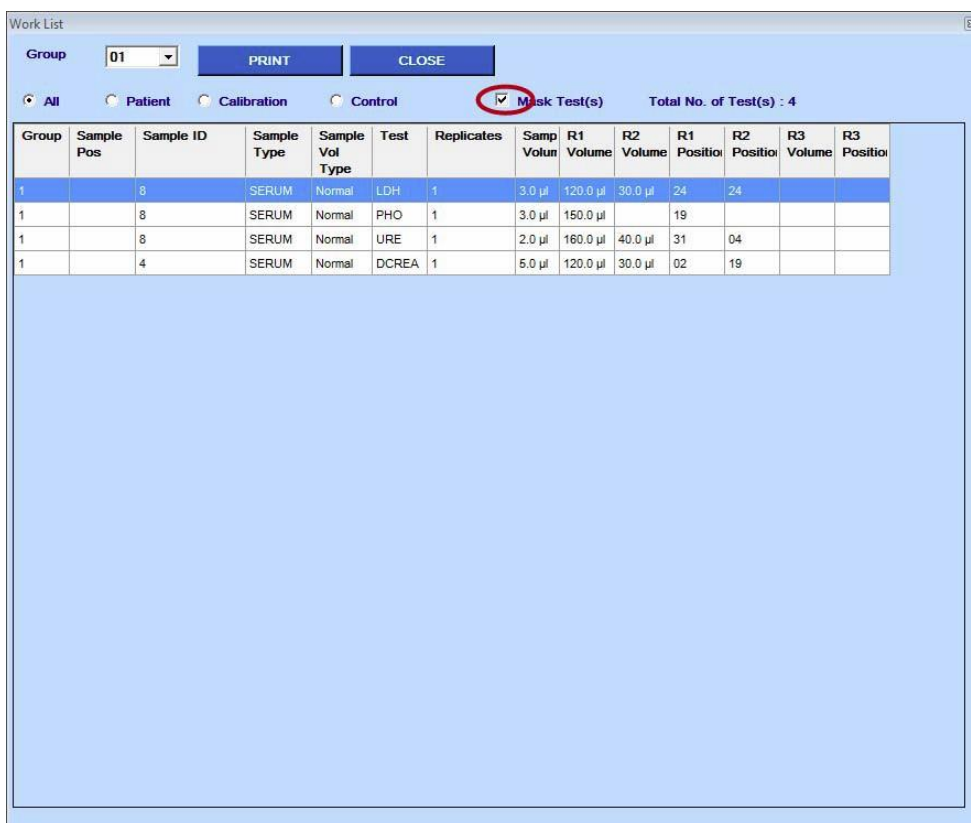 Work List
Group 01 PRINT CLOSE
All Patient Calibration Control Mask Test(s) Total No. of Test(s) : 4
Group Sample Pos Sample ID Sample Type Sample Vol Type Test Replicates Samp Volum R1 Volume R2 Volume R1 Position R2 Position R3 Volume R3 Position
1 8 SERUM Normal LDH 1 3.0 µl 120.0 µl 30.0 µl 24 24
1 8 SERUM Normal PHO 1 3.0 µl 150.0 µl 19
1 8 SERUM Normal URE 1 2.0 µl 160.0 µl 40.0 µl 31 04
1 4 SERUM Normal DCREA 1 5.0 µl 120.0 µl 30.0 µl 02 19